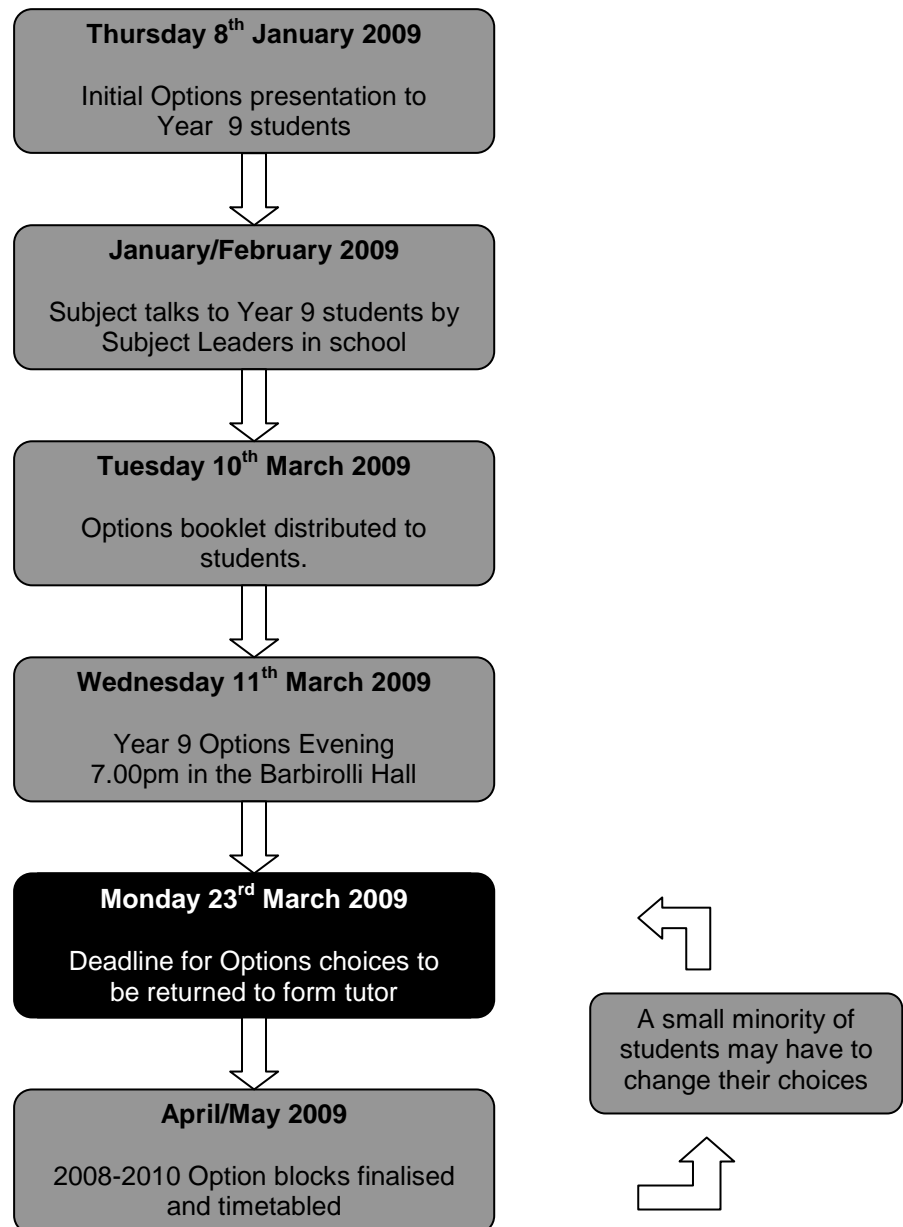 Thursday 8th January 2009
Initial Options presentation to
Year 9 students
January/February 2009
Subject talks to Year 9 students by
Subject Leaders in school
Tuesday 10th March 2009
Options booklet distributed to
students.
Wednesday 11th March 2009
Year 9 Options Evening
7.00pm in the Barbirolli Hall
Monday 23rd March 2009
Deadline for Options choices to
be returned to form tutor
A small minority of
students may have to
change their choices
April/May 2009
2008-2010 Option blocks finalised
and timetabled